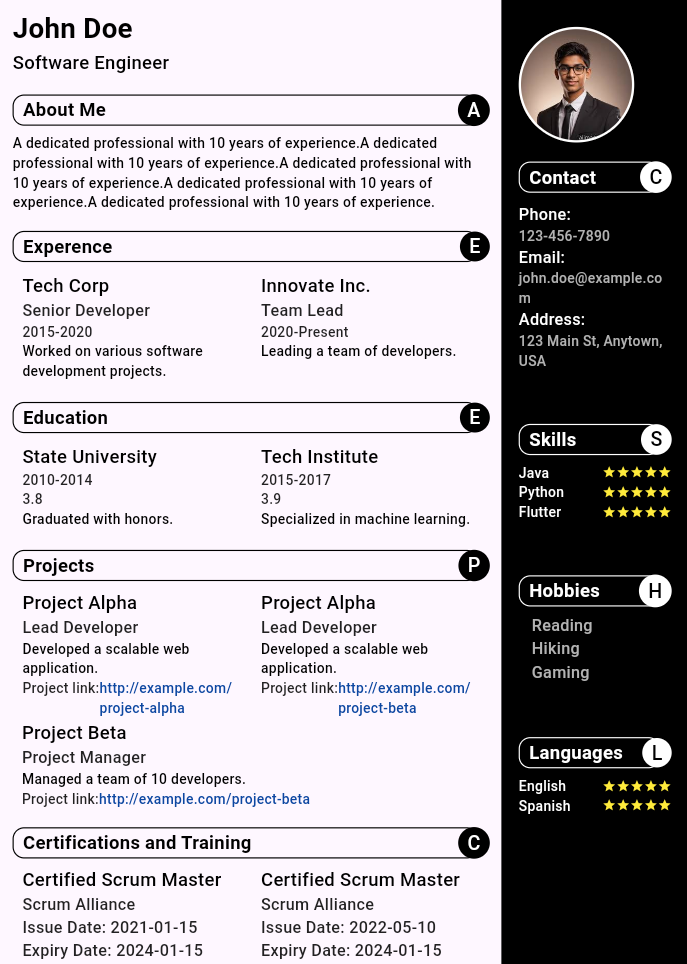 John Doe
Software Engineer
About Me A
A dedicated professional with 10 years of experience.A dedicated
professional with 10 years of experience.A dedicated professional with
10 years of experience.A dedicated professional with 10 years of
experience.A dedicated professional with 10 years of experience.
Experence E
Tech Corp
Senior Developer
2015-2020
Worked on various software
development projects.
Innovate Inc.
Team Lead
2020-Present
Leading a team of developers.
Education E
State University
2010-2014
3.8
Graduated with honors.
Tech Institute
2015-2017
3.9
Specialized in machine learning.
Projects P
Project Alpha
Lead Developer
Developed a scalable web
application.
Project link:http://example.com/
project-alpha
Project Alpha
Lead Developer
Developed a scalable web
application.
Project link:http://example.com/
project-beta
Project Beta
Project Manager
Managed a team of 10 developers.
Project link:http://example.com/project-beta
Certifications and Training C
Certified Scrum Master
Scrum Alliance
Issue Date: 2021-01-15
Expiry Date: 2024-01-15
Certified Scrum Master
Scrum Alliance
Issue Date: 2022-05-10
Expiry Date: 2024-01-15
Contact C
Phone:
123-456-7890
Email:
john.doe@example.co
m
Address:
123 Main St, Anytown,
USA
Skills S
Java
Python
Flutter
Hobbies H
Reading
Hiking
Gaming
Languages L
English
Spanish